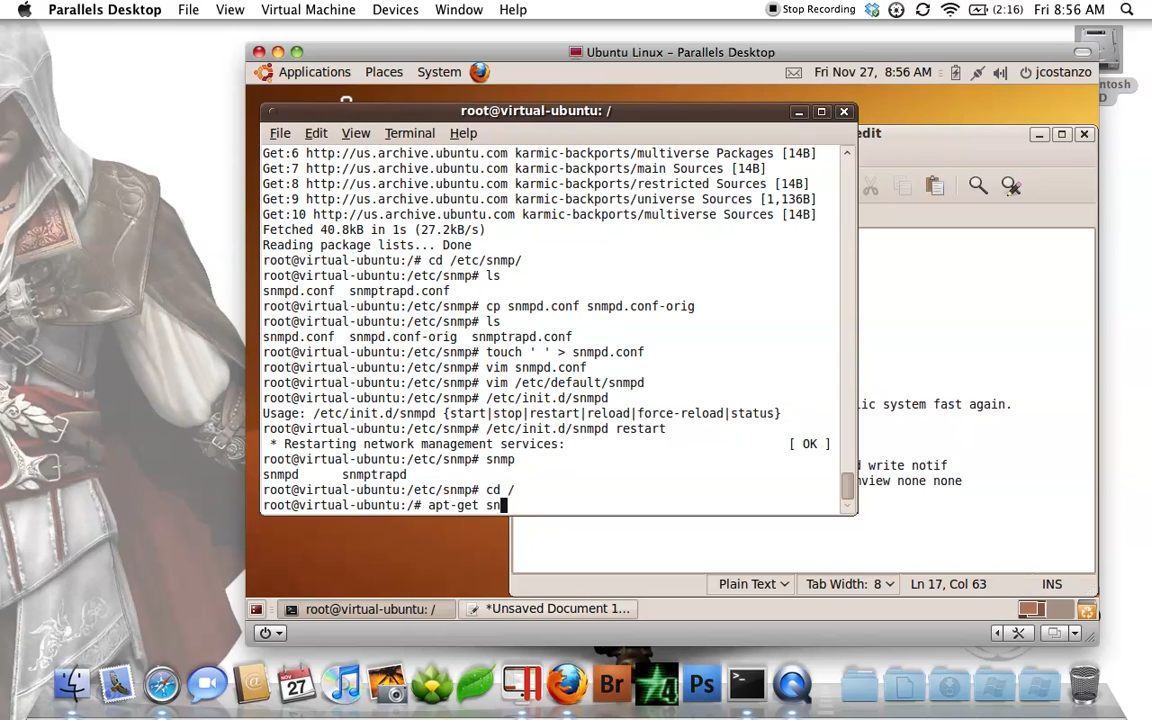 Parallels Desktop File View Virtual Machine Devices Window Help Stop Recording (2:16) Fri 8:56 AM
Ubuntu Linux – Parallels Desktop
Applications Places System Fri Nov 27, 8:56 AM jcostanzo
intosh
D
root@virtual-ubuntu: /
edit
File Edit View Terminal Help
Get:6 http://us.archive.ubuntu.com karmic-backports/multiverse Packages [14B]
Get:7 http://us.archive.ubuntu.com karmic-backports/main Sources [14B]
Get:8 http://us.archive.ubuntu.com karmic-backports/restricted Sources [14B]
Get:9 http://us.archive.ubuntu.com karmic-backports/universe Sources [1,136B]
Get:10 http://us.archive.ubuntu.com karmic-backports/multiverse Sources [14B]
Fetched 40.8kB in 1s (27.2kB/s)
Reading package lists... Done
root@virtual-ubuntu:/# cd /etc/snmp/
root@virtual-ubuntu:/etc/snmp# ls
snmpd.conf snmptrapd.conf
root@virtual-ubuntu:/etc/snmp# cp snmpd.conf snmpd.conf-orig
root@virtual-ubuntu:/etc/snmp# ls
snmpd.conf snmpd.conf-orig snmptrapd.conf
root@virtual-ubuntu:/etc/snmp# touch ' ' > snmpd.conf
root@virtual-ubuntu:/etc/snmp# vim snmpd.conf
root@virtual-ubuntu:/etc/snmp# vim /etc/default/snmpd
root@virtual-ubuntu:/etc/snmp# /etc/init.d/snmpd
Usage: /etc/init.d/snmpd {start|stop|restart|reload|force-reload|status}
root@virtual-ubuntu:/etc/snmp# /etc/init.d/snmpd restart
* Restarting network management services: [ OK ]
root@virtual-ubuntu:/etc/snmp# snmp
snmpd snmptrapd
root@virtual-ubuntu:/etc/snmp# cd /
root@virtual-ubuntu:/# apt-get sn
ic system fast again.
d write notif
nview none none
Plain Text Tab Width: 8 Ln 17, Col 63 INS
root@virtual-ubuntu: / *Unsaved Document 1...
NOV
27
Br
4
Ps